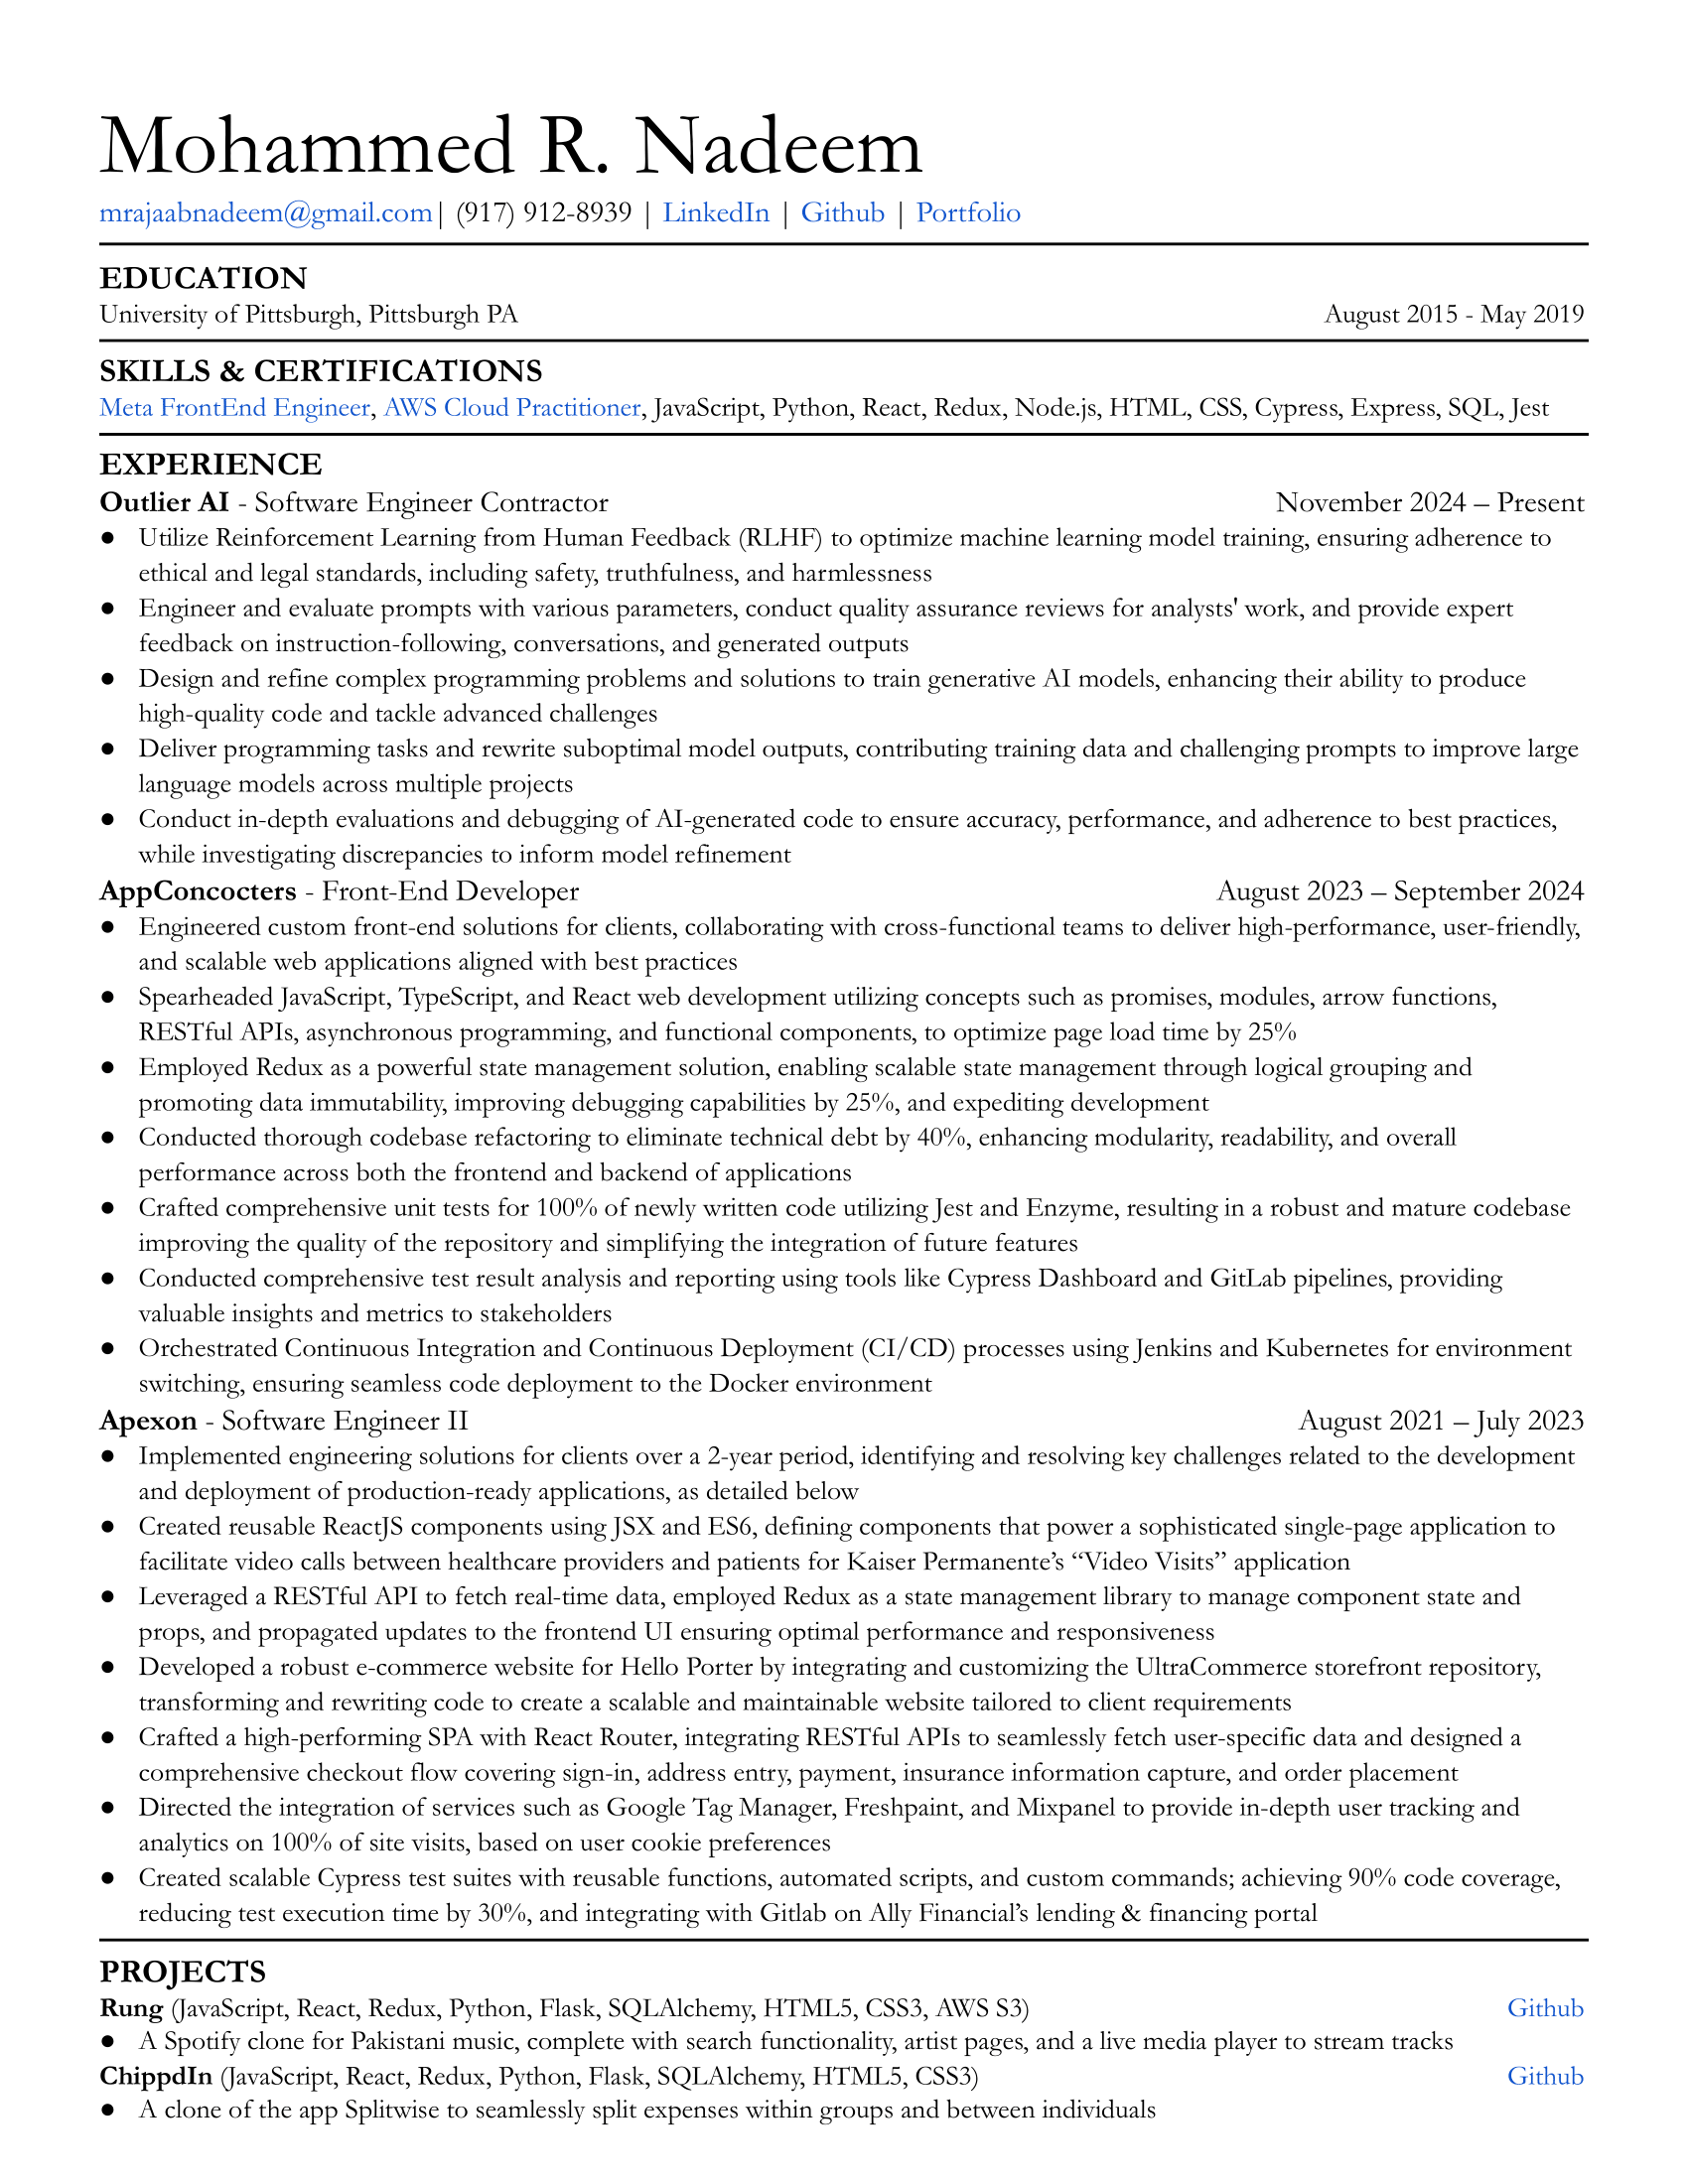 Mohammed R. Nadeem
mrajaabnadeem@gmail.com| (917) 912-8939 | LinkedIn | Github | Portfolio
EDUCATION
University of Pittsburgh, Pittsburgh PA August 2015 - May 2019
SKILLS & CERTIFICATIONS
Meta FrontEnd Engineer, AWS Cloud Practitioner, JavaScript, Python, React, Redux, Node.js, HTML, CSS, Cypress, Express, SQL, Jest
EXPERIENCE
Outlier AI - Software Engineer Contractor November 2024 – Present
● Utilize Reinforcement Learning from Human Feedback (RLHF) to optimize machine learning model training, ensuring adherence to
ethical and legal standards, including safety, truthfulness, and harmlessness
● Engineer and evaluate prompts with various parameters, conduct quality assurance reviews for analysts' work, and provide expert
feedback on instruction-following, conversations, and generated outputs
● Design and refine complex programming problems and solutions to train generative AI models, enhancing their ability to produce
high-quality code and tackle advanced challenges
● Deliver programming tasks and rewrite suboptimal model outputs, contributing training data and challenging prompts to improve large
language models across multiple projects
● Conduct in-depth evaluations and debugging of AI-generated code to ensure accuracy, performance, and adherence to best practices,
while investigating discrepancies to inform model refinement
AppConcocters - Front-End Developer August 2023 – September 2024
● Engineered custom front-end solutions for clients, collaborating with cross-functional teams to deliver high-performance, user-friendly,
and scalable web applications aligned with best practices
● Spearheaded JavaScript, TypeScript, and React web development utilizing concepts such as promises, modules, arrow functions,
RESTful APIs, asynchronous programming, and functional components, to optimize page load time by 25%
● Employed Redux as a powerful state management solution, enabling scalable state management through logical grouping and
promoting data immutability, improving debugging capabilities by 25%, and expediting development
● Conducted thorough codebase refactoring to eliminate technical debt by 40%, enhancing modularity, readability, and overall
performance across both the frontend and backend of applications
● Crafted comprehensive unit tests for 100% of newly written code utilizing Jest and Enzyme, resulting in a robust and mature codebase
improving the quality of the repository and simplifying the integration of future features
● Conducted comprehensive test result analysis and reporting using tools like Cypress Dashboard and GitLab pipelines, providing
valuable insights and metrics to stakeholders
● Orchestrated Continuous Integration and Continuous Deployment (CI/CD) processes using Jenkins and Kubernetes for environment
switching, ensuring seamless code deployment to the Docker environment
Apexon - Software Engineer II August 2021 – July 2023
● Implemented engineering solutions for clients over a 2-year period, identifying and resolving key challenges related to the development
and deployment of production-ready applications, as detailed below
● Created reusable ReactJS components using JSX and ES6, defining components that power a sophisticated single-page application to
facilitate video calls between healthcare providers and patients for Kaiser Permanente’s “Video Visits” application
● Leveraged a RESTful API to fetch real-time data, employed Redux as a state management library to manage component state and
props, and propagated updates to the frontend UI ensuring optimal performance and responsiveness
● Developed a robust e-commerce website for Hello Porter by integrating and customizing the UltraCommerce storefront repository,
transforming and rewriting code to create a scalable and maintainable website tailored to client requirements
● Crafted a high-performing SPA with React Router, integrating RESTful APIs to seamlessly fetch user-specific data and designed a
comprehensive checkout flow covering sign-in, address entry, payment, insurance information capture, and order placement
● Directed the integration of services such as Google Tag Manager, Freshpaint, and Mixpanel to provide in-depth user tracking and
analytics on 100% of site visits, based on user cookie preferences
● Created scalable Cypress test suites with reusable functions, automated scripts, and custom commands; achieving 90% code coverage,
reducing test execution time by 30%, and integrating with Gitlab on Ally Financial’s lending & financing portal
PROJECTS
Rung (JavaScript, React, Redux, Python, Flask, SQLAlchemy, HTML5, CSS3, AWS S3) Github
● A Spotify clone for Pakistani music, complete with search functionality, artist pages, and a live media player to stream tracks
ChippdIn (JavaScript, React, Redux, Python, Flask, SQLAlchemy, HTML5, CSS3) Github
● A clone of the app Splitwise to seamlessly split expenses within groups and between individuals